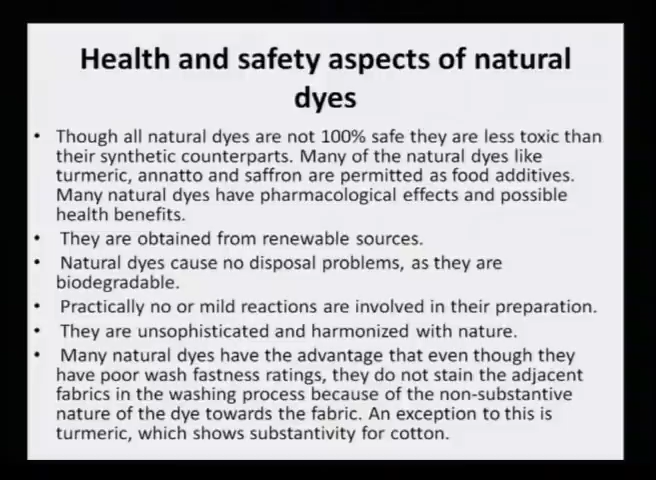 Health and safety aspects of natural
dyes
• Though all natural dyes are not 100% safe they are less toxic than
their synthetic counterparts. Many of the natural dyes like
turmeric, annatto and saffron are permitted as food additives.
Many natural dyes have pharmacological effects and possible
health benefits.
• They are obtained from renewable sources.
• Natural dyes cause no disposal problems, as they are
biodegradable.
• Practically no or mild reactions are involved in their preparation.
• They are unsophisticated and harmonized with nature.
• Many natural dyes have the advantage that even though they
have poor wash fastness ratings, they do not stain the adjacent
fabrics in the washing process because of the non-substantive
nature of the dye towards the fabric. An exception to this is
turmeric, which shows substantivity for cotton.